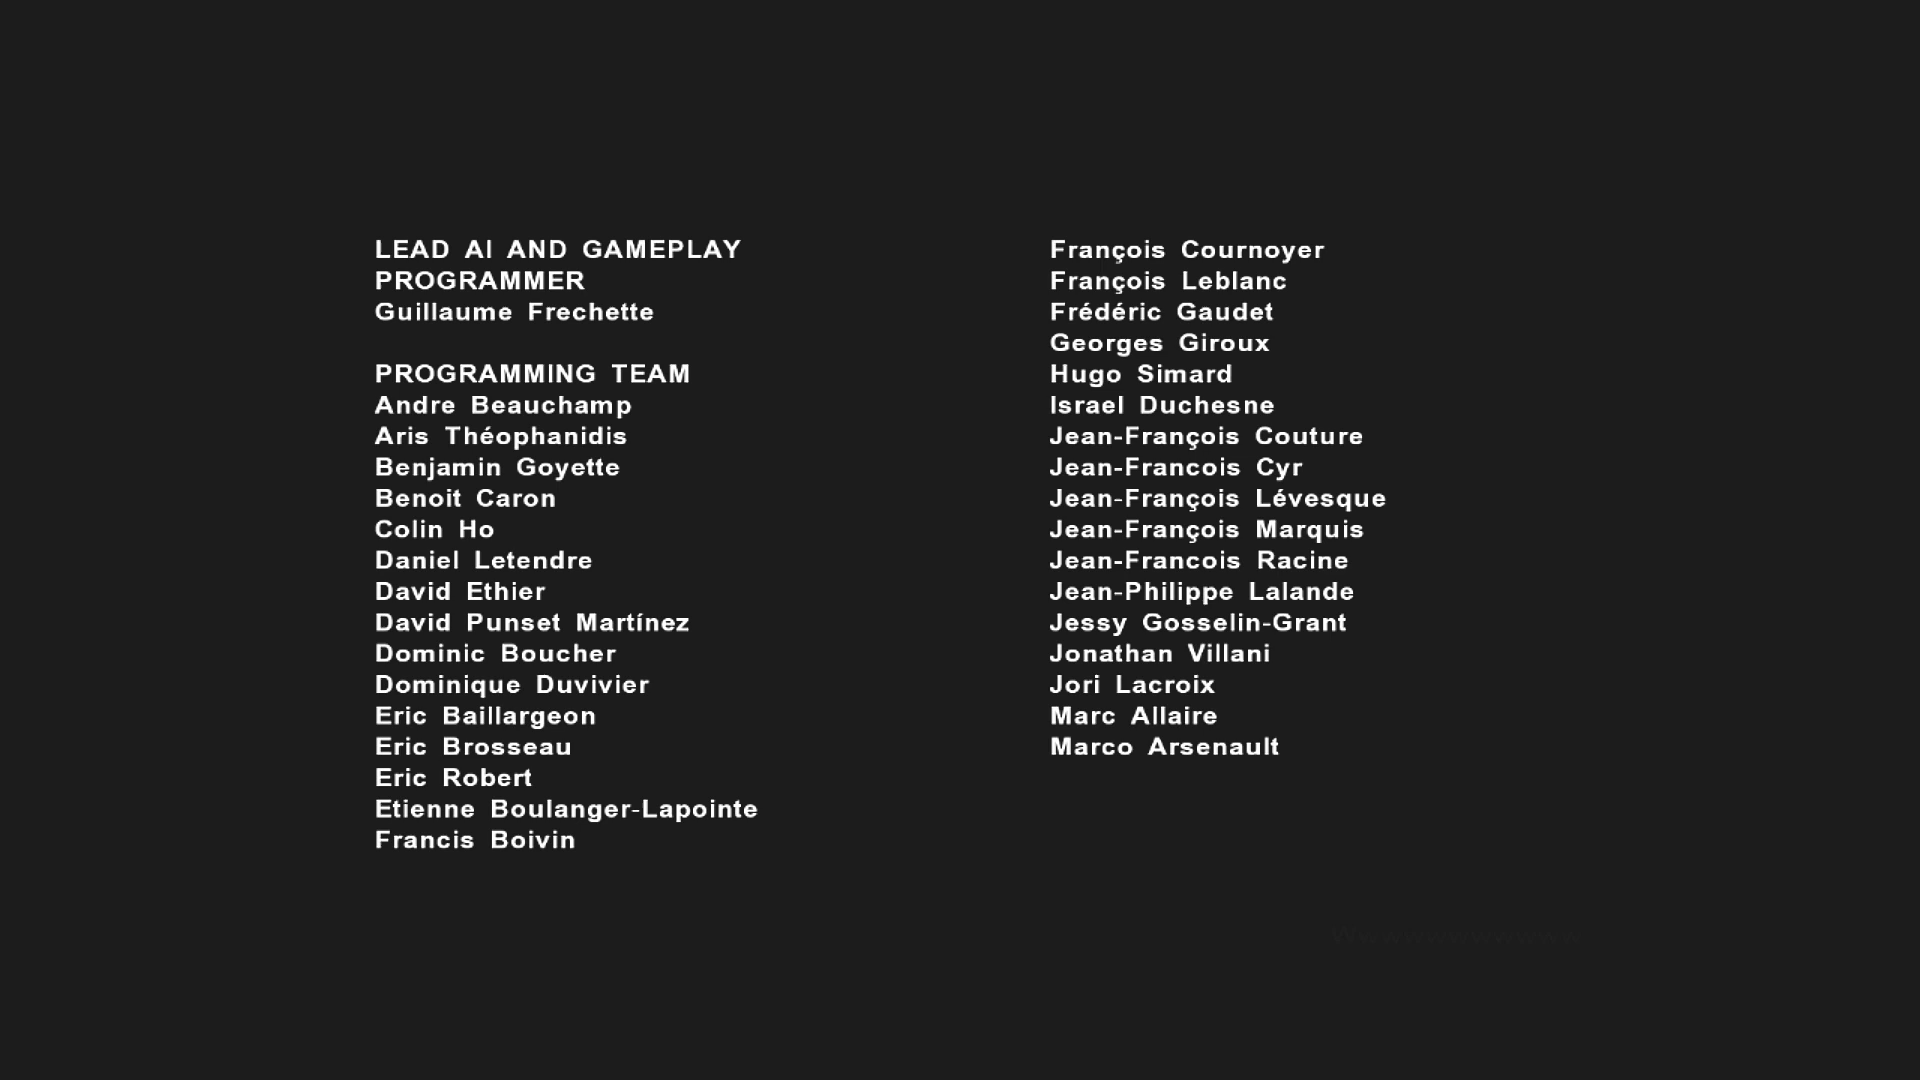 LEAD AI AND GAMEPLAY
PROGRAMMER
Guillaume Frechette
PROGRAMMING TEAM
Andre Beauchamp
Aris Théophanidis
Benjamin Goyette
Benoit Caron
Colin Ho
Daniel Letendre
David Ethier
David Punset Martínez
Dominic Boucher
Dominique Duvivier
Eric Baillargeon
Eric Brosseau
Eric Robert
Etienne Boulanger-Lapointe
Francis Boivin
François Cournoyer
François Leblanc
Frédéric Gaudet
Georges Giroux
Hugo Simard
Israel Duchesne
Jean-François Couture
Jean-Francois Cyr
Jean-François Lévesque
Jean-François Marquis
Jean-Francois Racine
Jean-Philippe Lalande
Jessy Gosselin-Grant
Jonathan Villani
Jori Lacroix
Marc Allaire
Marco Arsenault